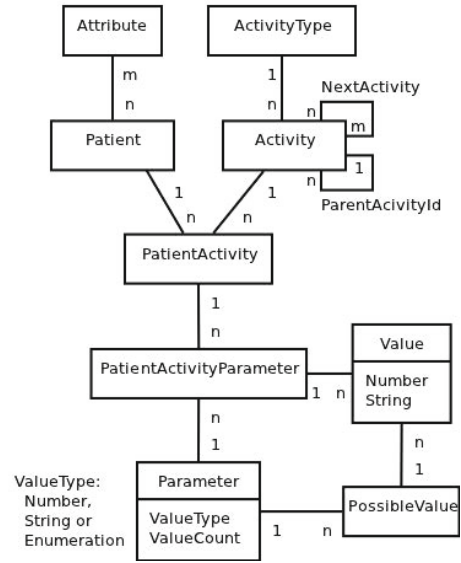 Attribute
ActivityType
m
1
NextActivity
n
n
n
m
Patient
Activity
1
n
ParentAcivityId
1
1
n
n
PatientActivity
1
n
PatientActivityParameter
Value
Number
String
1 n
n
1
n
1
ValueType:
Number,
String or
Enumeration
Parameter
ValueType
ValueCount
1
n
PossibleValue